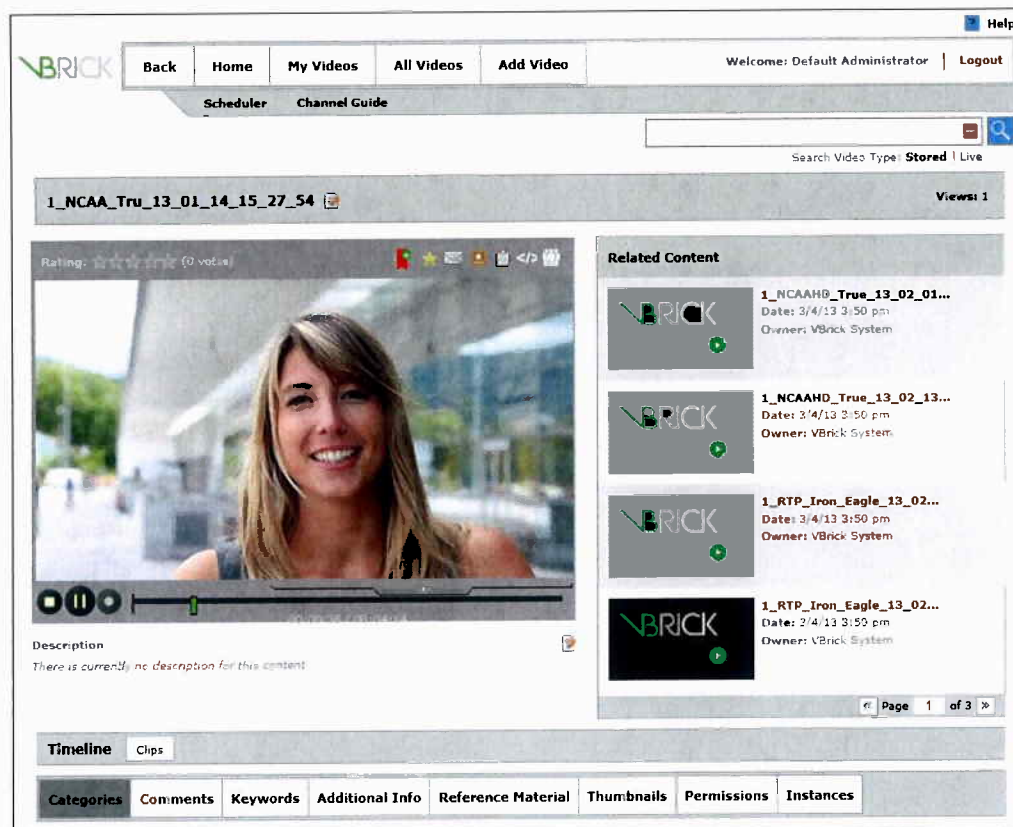 Help
VBRICK
Back Home My Videos All Videos Add Video
Welcome: Default Administrator | Logout
Scheduler Channel Guide
Search Video Type: Stored | Live
1_NCAA_Tru_13_01_14_15_27_54
Views: 1
Rating: (0 votes)
</>
Description
There is currently no description for this content
Related Content
VBRICK
1_NCAAHD_True_13_02_01...
Date: 3/4/13 3:50 pm
Owner: VBrick System
VBRICK
1_NCAAHD_True_13_02_13...
Date: 3/4/13 3:50 pm
Owner: VBrick System
VBRICK
1_RTP_Iron_Eagle_13_02...
Date: 3/4/13 3:50 pm
Owner: VBrick System
VBRICK
1_RTP_Iron_Eagle_13_02...
Date: 3/4/13 3:50 pm
Owner: VBrick System
« Page 1 of 3 »
Timeline Clips
Categories Comments Keywords Additional Info Reference Material Thumbnails Permissions Instances